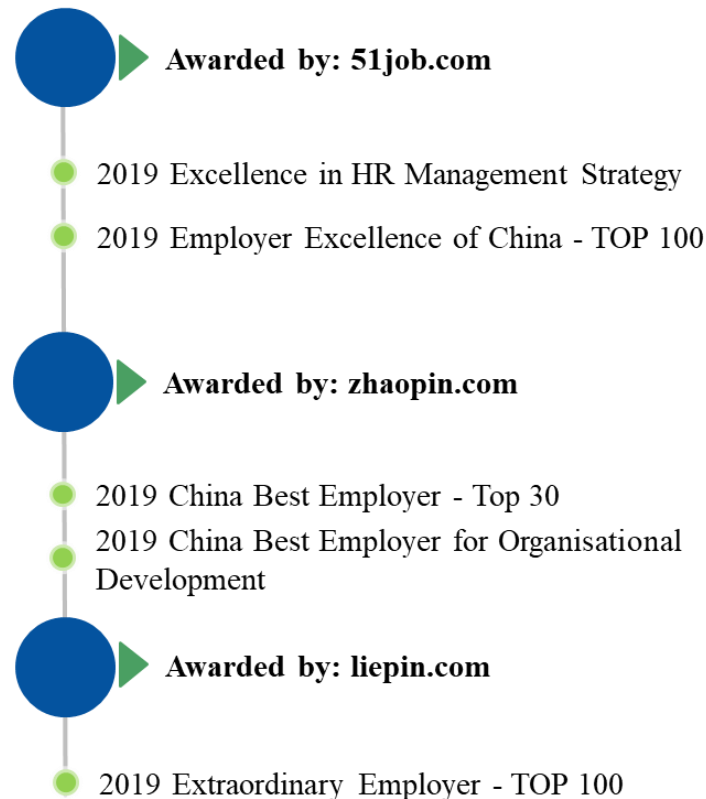 Awarded by: 51job.com
2019 Excellence in HR Management Strategy
2019 Employer Excellence of China - TOP 100
Awarded by: zhaopin.com
2019 China Best Employer - Top 30
2019 China Best Employer for Organisational
Development
Awarded by: liepin.com
2019 Extraordinary Employer - TOP 100